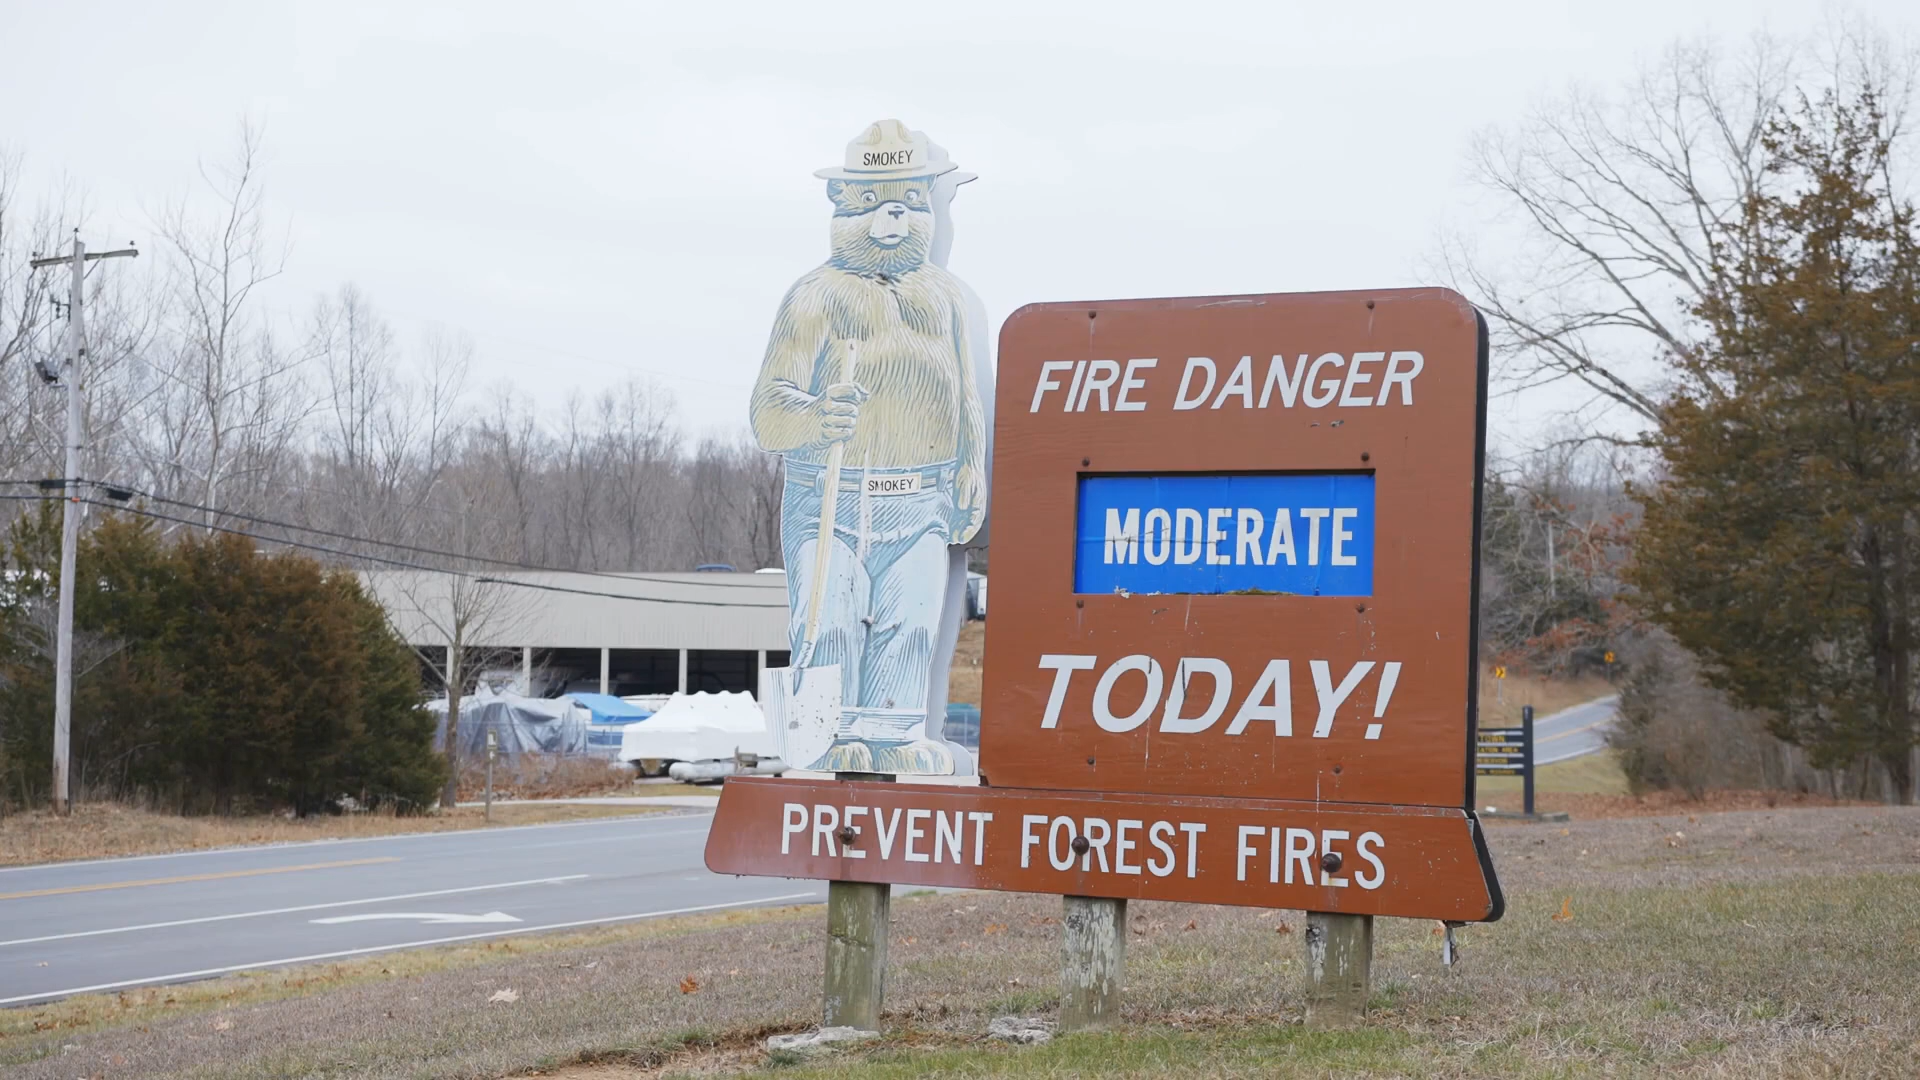 SMOKEY
SMOKEY
FIRE DANGER
MODERATE
TODAY!
PREVENT FOREST FIRES